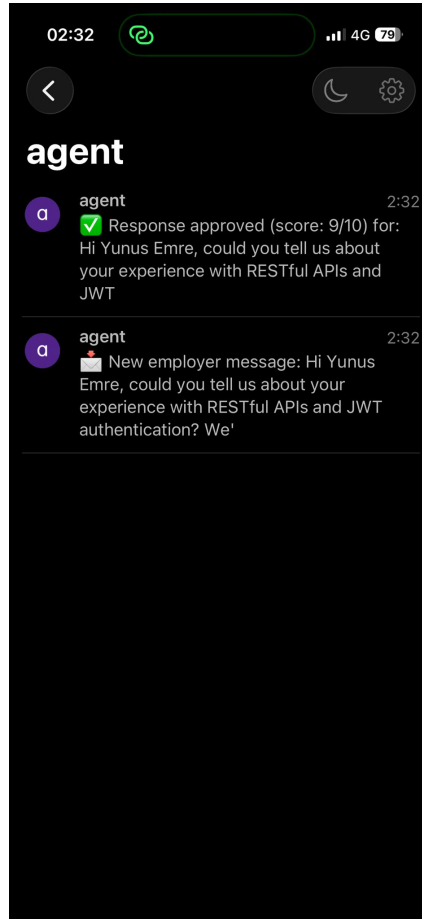 02:32 4G 79
agent
a
agent 2:32
✅ Response approved (score: 9/10) for:
Hi Yunus Emre, could you tell us about
your experience with RESTful APIs and
JWT
a
agent 2:32
📩 New employer message: Hi Yunus
Emre, could you tell us about your
experience with RESTful APIs and JWT
authentication? We'